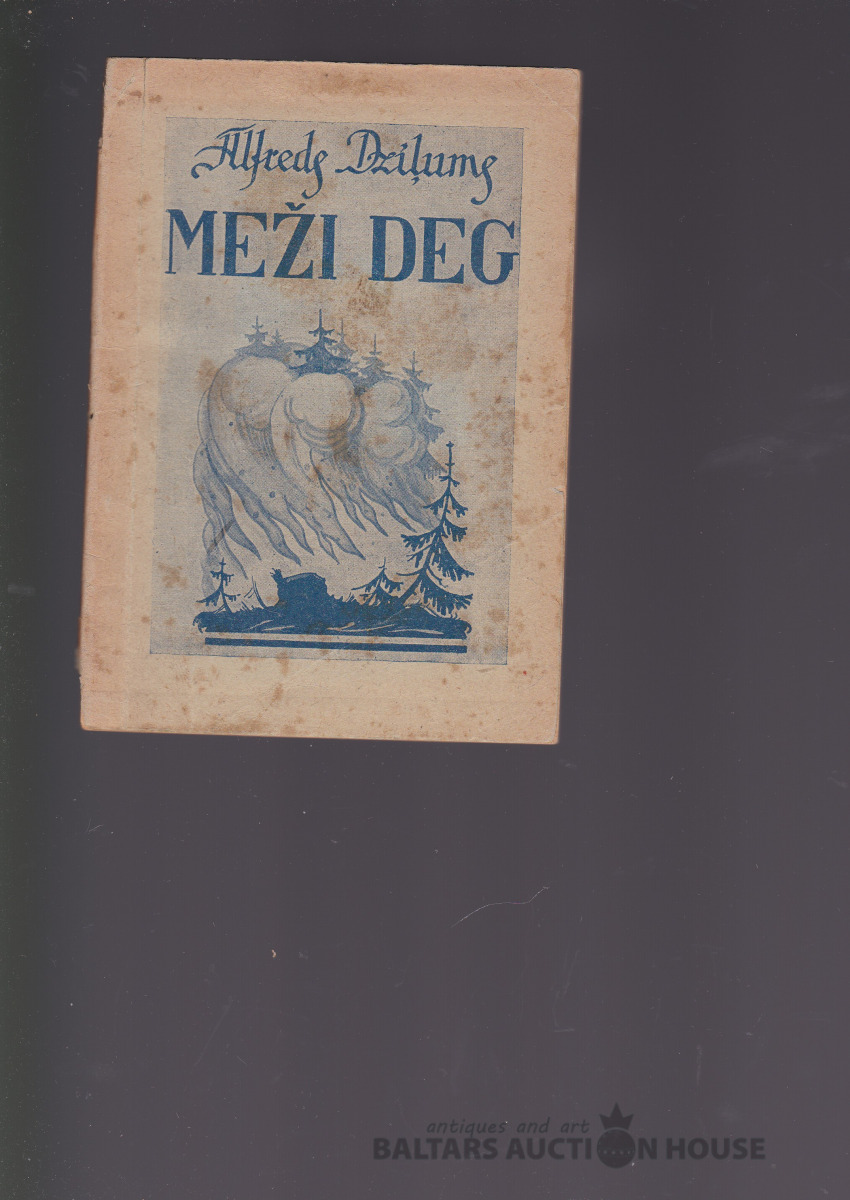 Alfreds Dziļums
MEŽI DEG
antiques and art
BALTARS AUCTION HOUSE